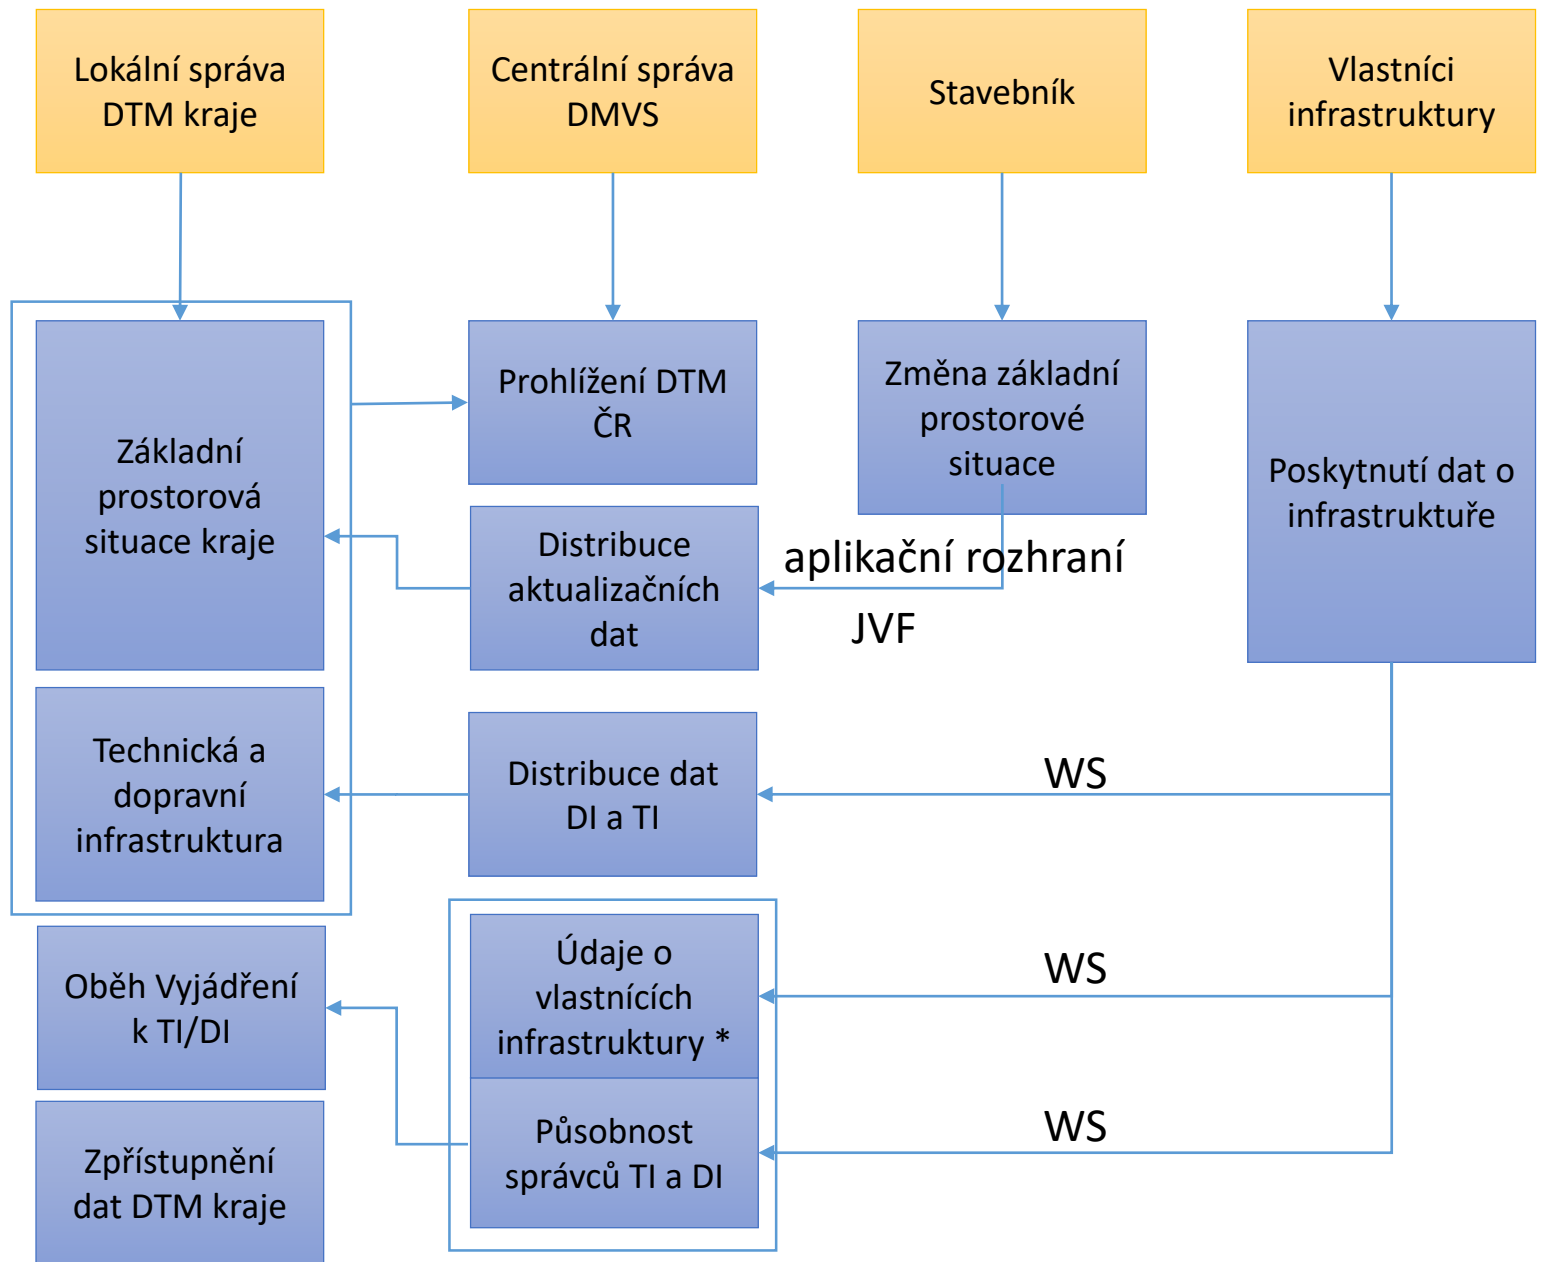 Lokální správa
DTM kraje
Centrální správa
DMVS
Stavebník
Vlastníci
infrastruktury
Základní
prostorová
situace kraje
Prohlížení DTM
ČR
Změna základní
prostorové
situace
Poskytnutí dat o
infrastruktuře
Distribuce
aktualizačních
dat
aplikační rozhraní
JVF
Technická a
dopravní
infrastruktura
Distribuce dat
DI a TI
WS
Oběh Vyjádření
k TI/DI
Údaje o
vlastnících
infrastruktury *
WS
Zpřístupnění
dat DTM kraje
Působnost
správců TI a DI
WS